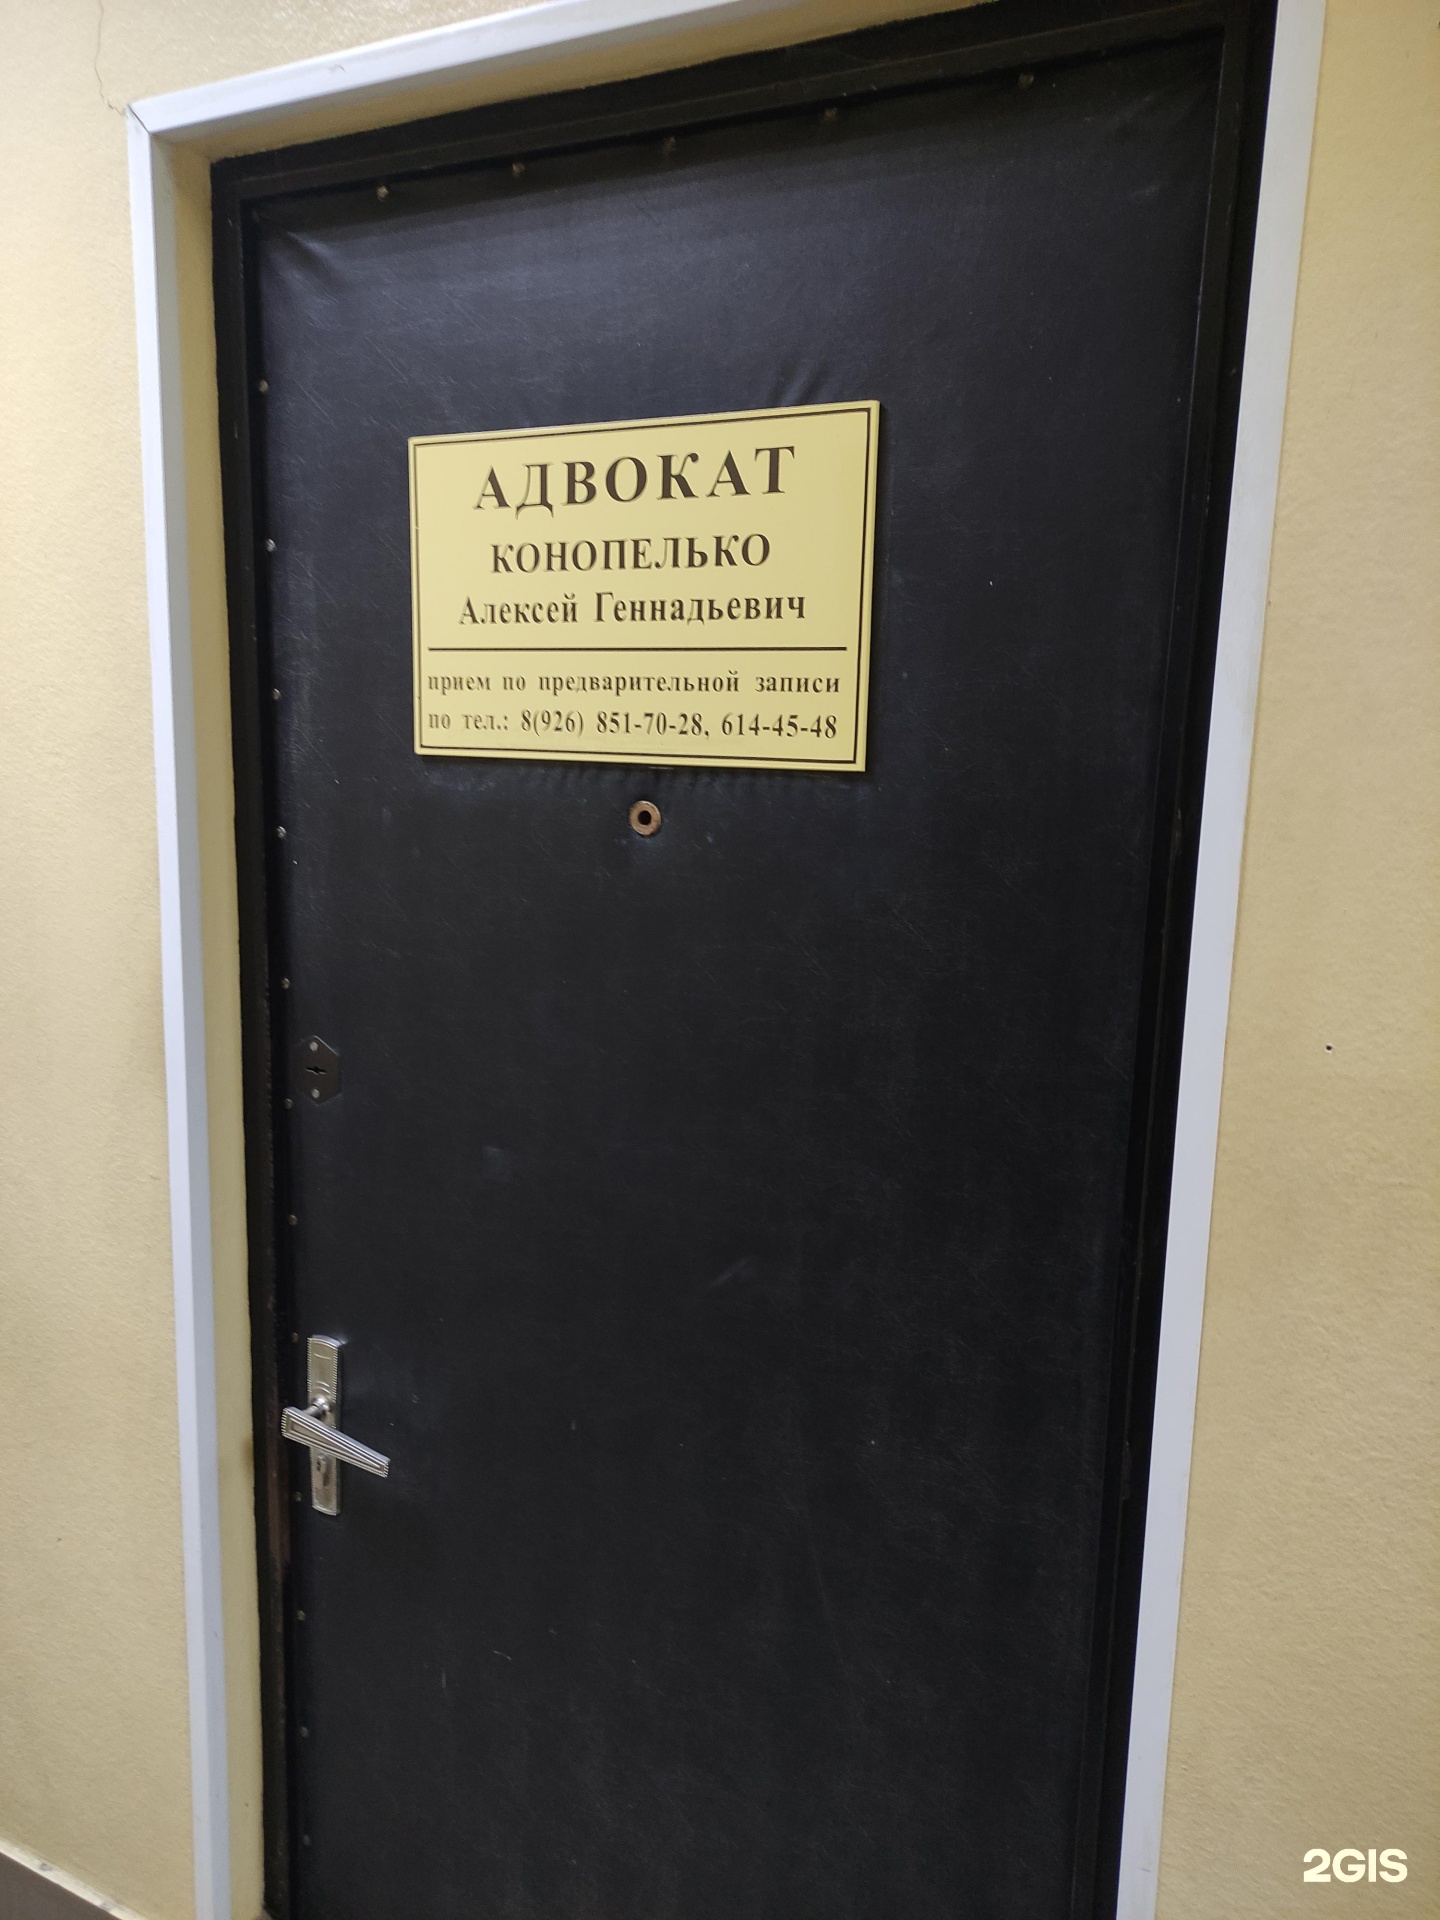 АДВОКАТ
КОНОПЕЛЬКО
Алексей Геннадьевич
прием по предварительной записи
по тел.: 8(926) 851-70-28, 614-45-48
2GIS